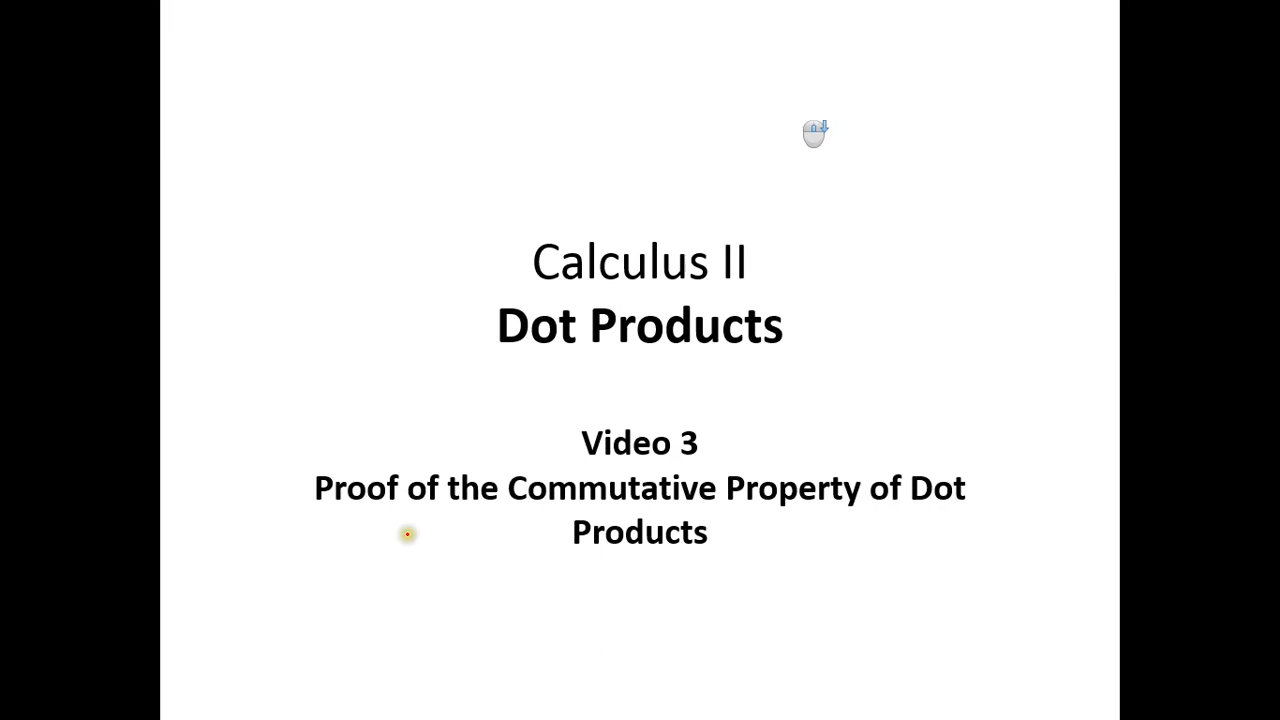 Calculus II
Dot Products
Video 3
Proof of the Commutative Property of Dot
Products